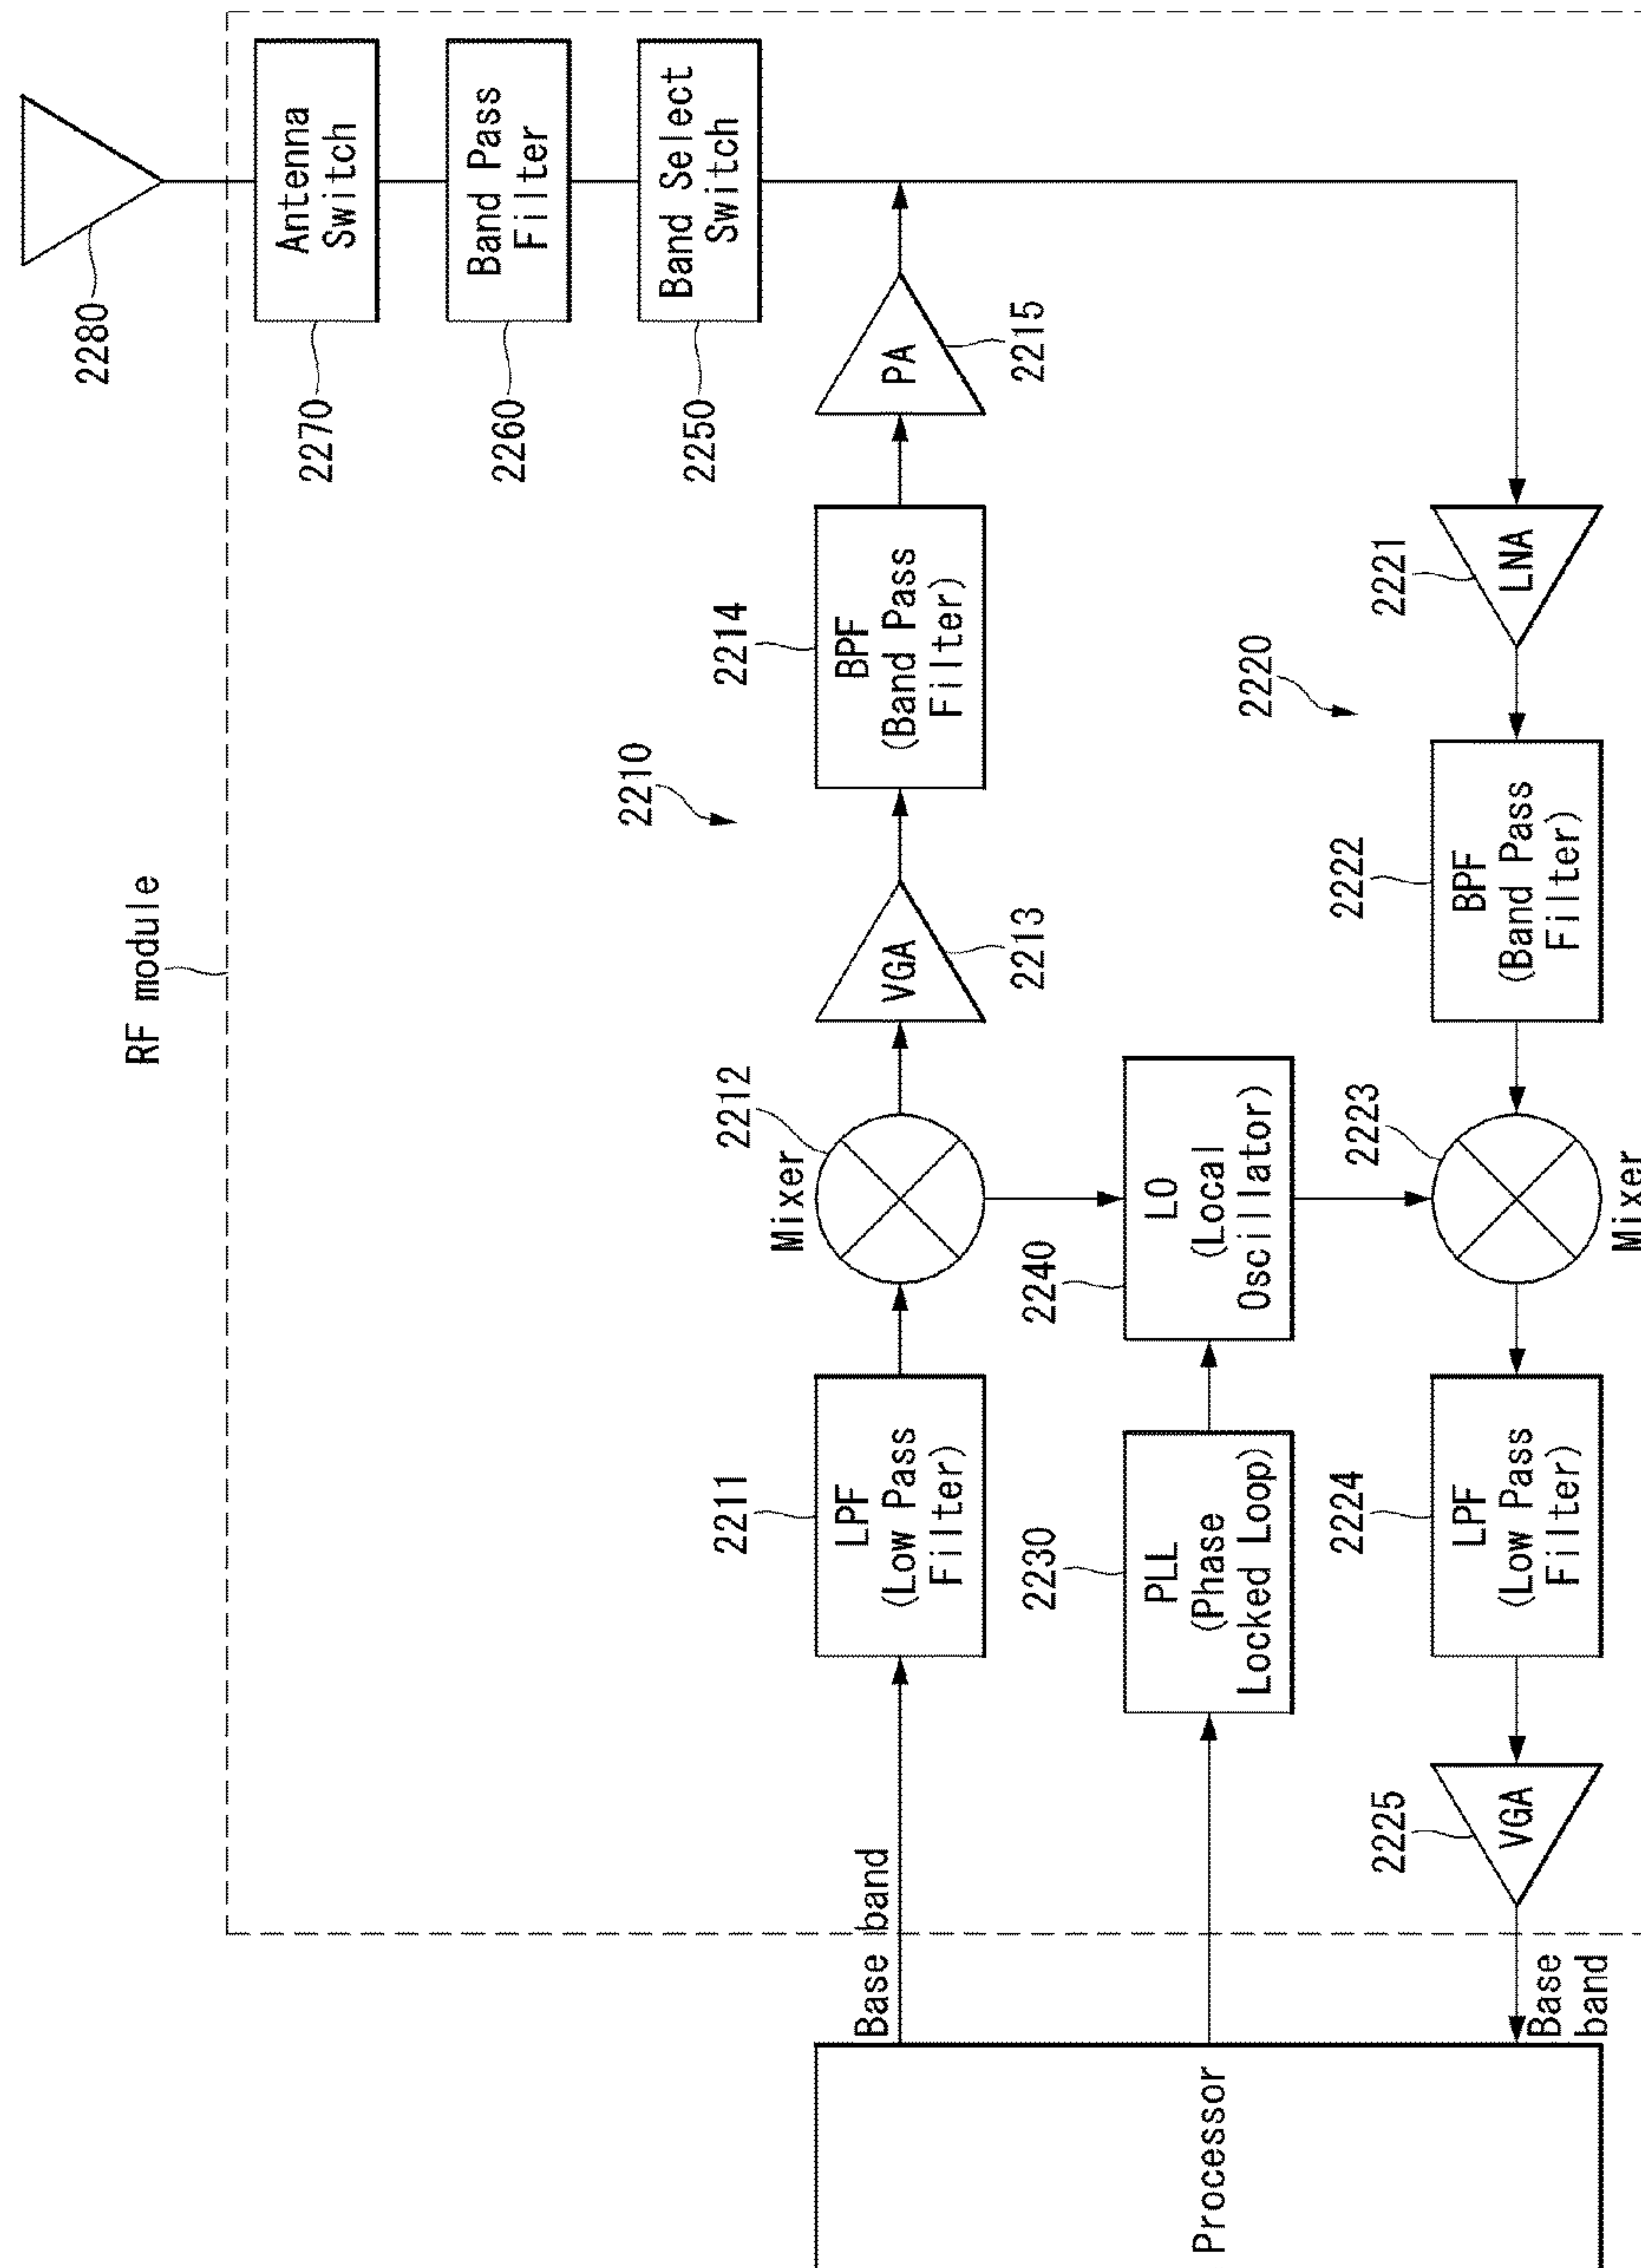 2280
RF module
Antenna
Switch
2270
Band Pass
Filter
2260
Band Select
Switch
2250
2210
2211
Mixer
2212
2214
Base band
LPF
(Low Pass
Filter)
VGA
2213
BPF
(Band Pass
Filter)
PA
2215
2230
2240
Processor
PLL
(Phase
Locked Loop)
LO
(Local
Oscillator)
2220
2225
2224
2223
2222
2221
VGA
LPF
(Low Pass
Filter)
BPF
(Band Pass
Filter)
LNA
Base
band
Mixer